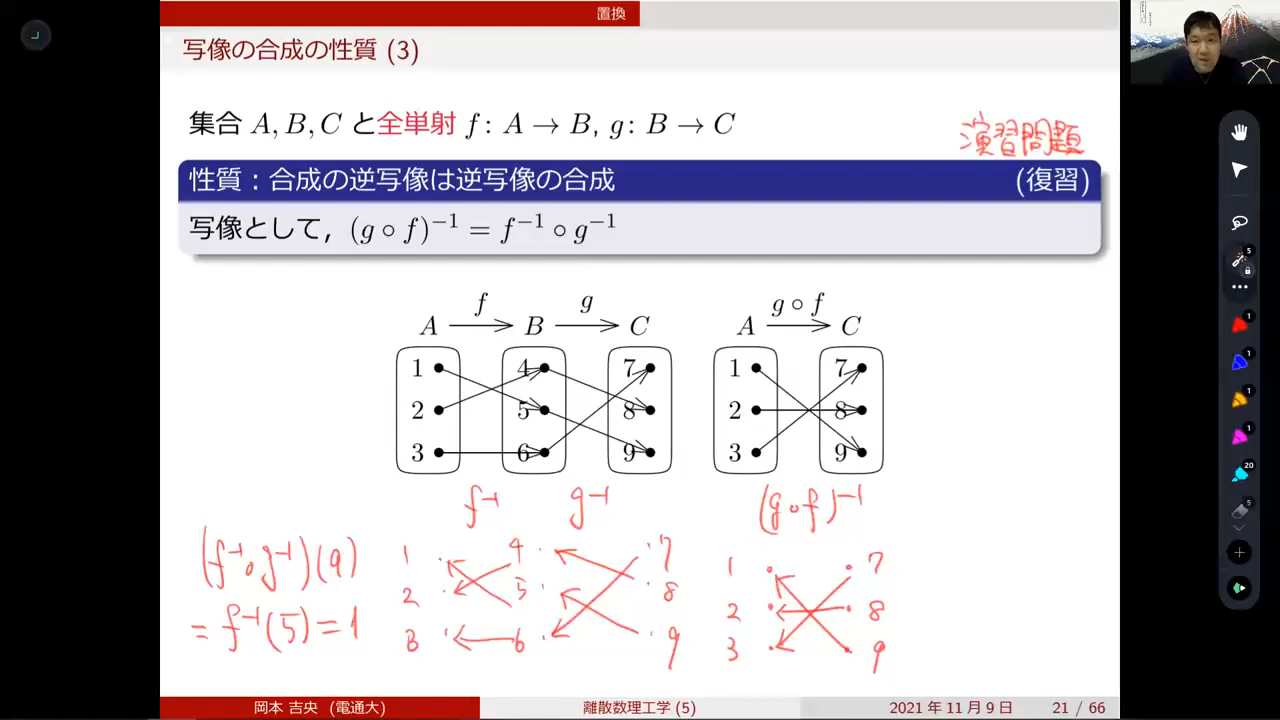 置換
写像の合成の性質 (3)
集合 A, B, C と全単射 f: A → B, g: B → C
演習問題
性質：合成の逆写像は逆写像の合成 (復習)
写像として， (g ∘ f)⁻¹ = f⁻¹ ∘ g⁻¹
f g g ∘ f
A B C A C
1 4 7 1 7
2 5 8 2 8
3 6 9 3 9
f⁻¹ g⁻¹ (g∘f)⁻¹
(f⁻¹∘g⁻¹)(9)
= f⁻¹(5) = 1
1 4 7 1 7
2 5 8 2 8
3 6 9 3 9
岡本 吉央 （電通大） 離散数理工学 (5) 2021 年 11 月 9 日 21 / 66